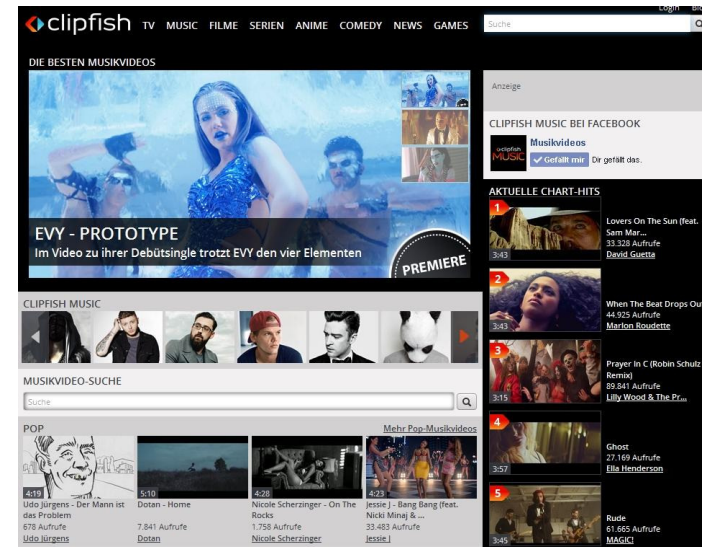 Login
clipfish
TV MUSIC FILME SERIEN ANIME COMEDY NEWS GAMES
Suche
DIE BESTEN MUSIKVIDEOS
EVY - PROTOTYPE
Im Video zu ihrer Debütsingle trotzt EVY den vier Elementen
PREMIERE
Anzeige
CLIPFISH MUSIC BEI FACEBOOK
clipfish
MUSIC
Musikvideos
Gefällt mir Dir gefällt das.
AKTUELLE CHART-HITS
1
3:43
Lovers On The Sun (feat.
Sam Mar...
33.328 Aufrufe
David Guetta
2
3:43
When The Beat Drops Ou
44.925 Aufrufe
Marlon Roudette
3
3:15
Prayer In C (Robin Schulz
Remix)
89.841 Aufrufe
Lilly Wood & The Pr...
4
3:57
Ghost
27.169 Aufrufe
Ella Henderson
5
3:45
Rude
61.665 Aufrufe
MAGIC!
CLIPFISH MUSIC
MUSIKVIDEO-SUCHE
Suche
POP
Mehr Pop-Musikvideos
4:19
Udo Jürgens - Der Mann ist
das Problem
678 Aufrufe
Udo Jürgens
5:10
Dotan - Home
7.841 Aufrufe
Dotan
4:28
Nicole Scherzinger - On The
Rocks
1.758 Aufrufe
Nicole Scherzinger
4:23
Jessie J - Bang Bang (feat.
Nicki Minaj & ...
33.483 Aufrufe
Jessie J